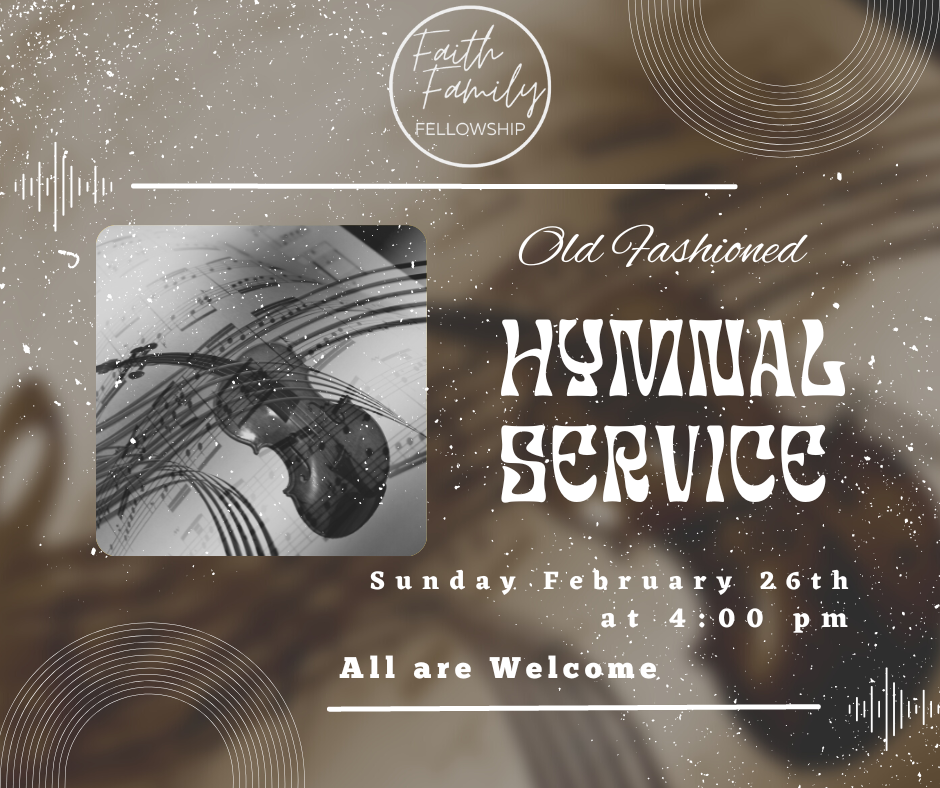 Faith
Family
FELLOWSHIP
Old Fashioned
HYMNAL
SERVICE
Sunday February 26th
at 4:00 pm
All are Welcome